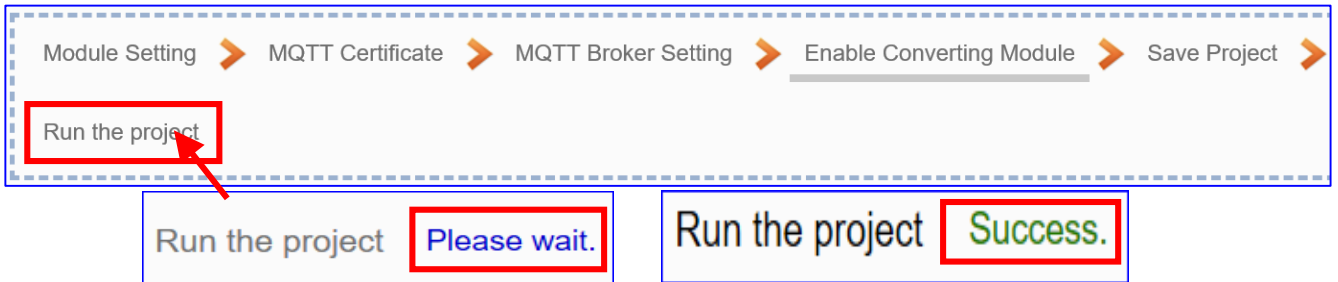 Module Setting MQTT Certificate MQTT Broker Setting Enable Converting Module Save Project
Run the project
Run the project Please wait.
Run the project Success.